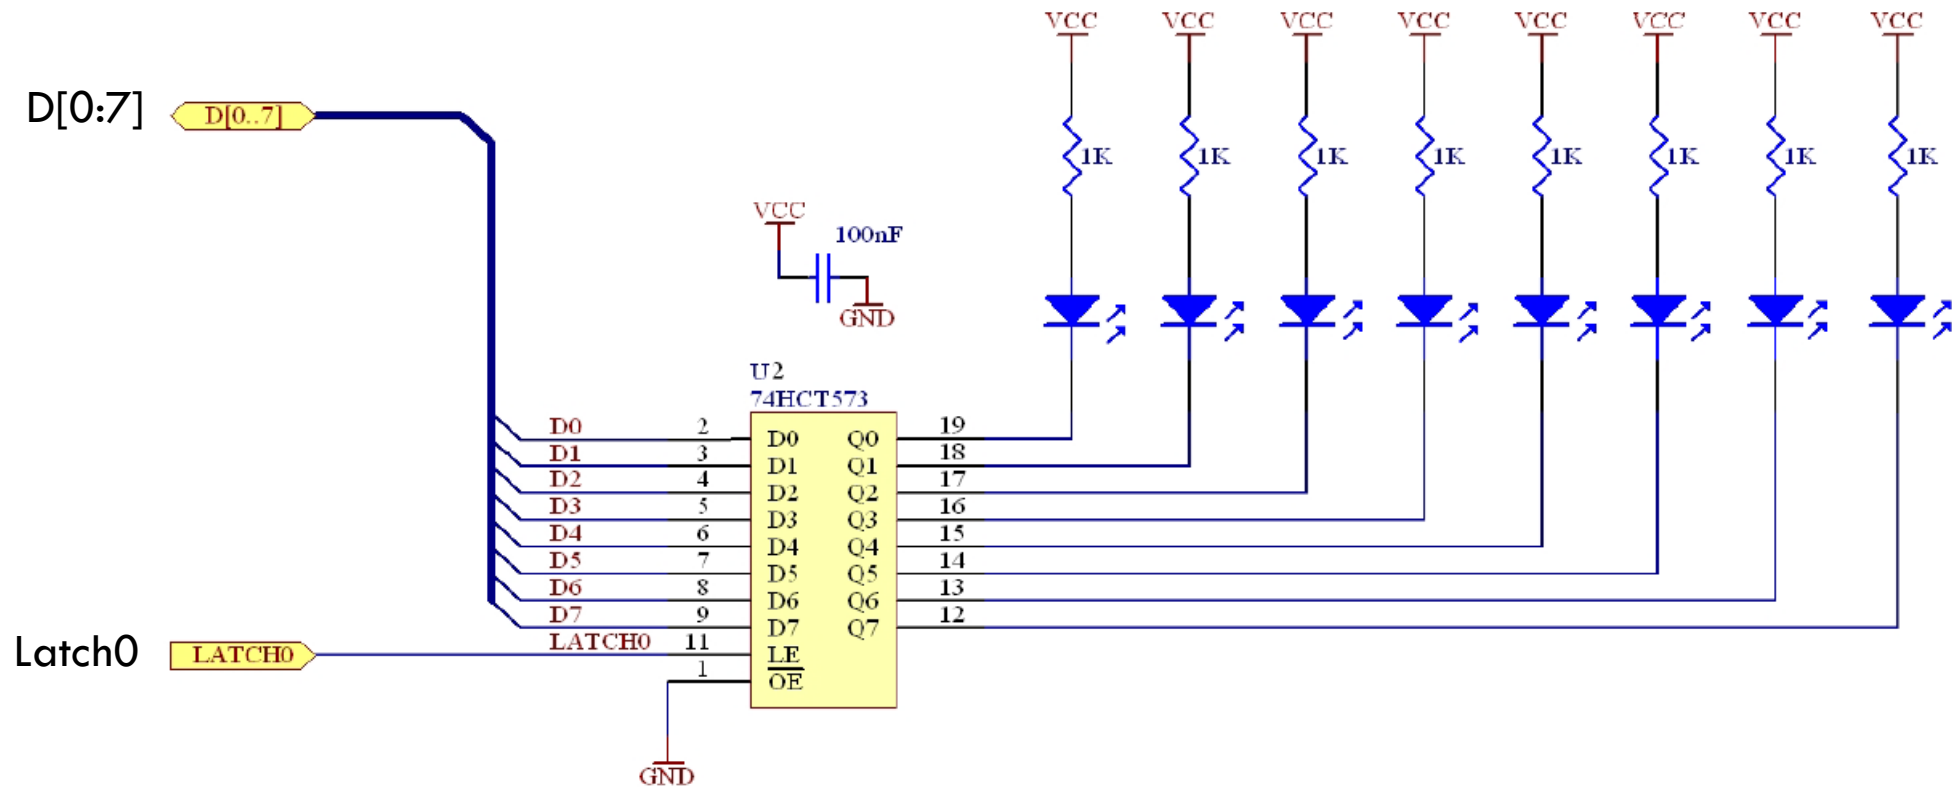 VCC VCC VCC VCC VCC VCC VCC VCC
D[0:7] D[0..7]
1K 1K 1K 1K 1K 1K 1K 1K
VCC
100nF
GND
U2
74HCT573
D0 2 D0 Q0 19
D1 3 D1 Q1 18
D2 4 D2 Q2 17
D3 5 D3 Q3 16
D4 6 D4 Q4 15
D5 7 D5 Q5 14
D6 8 D6 Q6 13
D7 9 D7 Q7 12
Latch0 LATCH0 LATCH0 11 LE
1 OE
GND